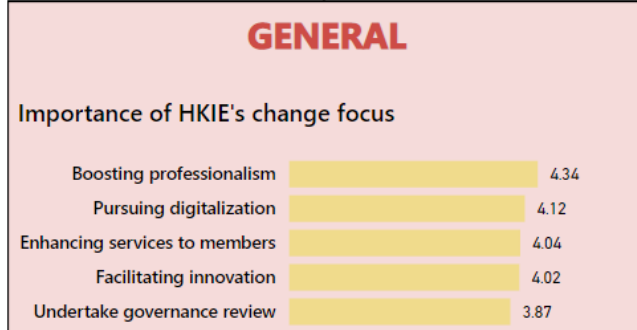 GENERAL
Importance of HKIE's change focus
Boosting professionalism 4.34
Pursuing digitalization 4.12
Enhancing services to members 4.04
Facilitating innovation 4.02
Undertake governance review 3.87